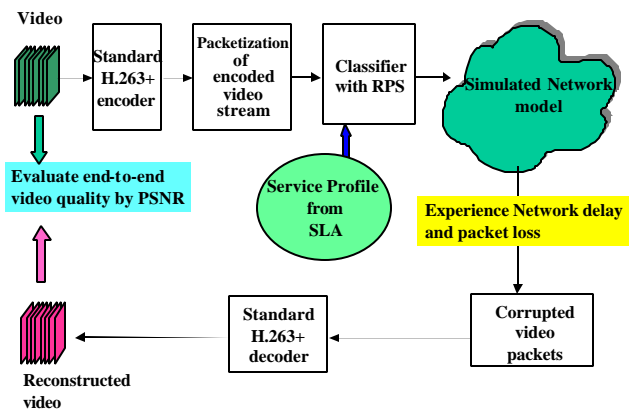 Video
Standard
H.263+
encoder
Packetization
of
encoded
video
stream
Classifier
with RPS
Simulated Network
model
Evaluate end-to-end
video quality by PSNR
Service Profile
from
SLA
Experience Network delay
and packet loss
Standard
H.263+
decoder
Corrupted
video
packets
Reconstructed
video